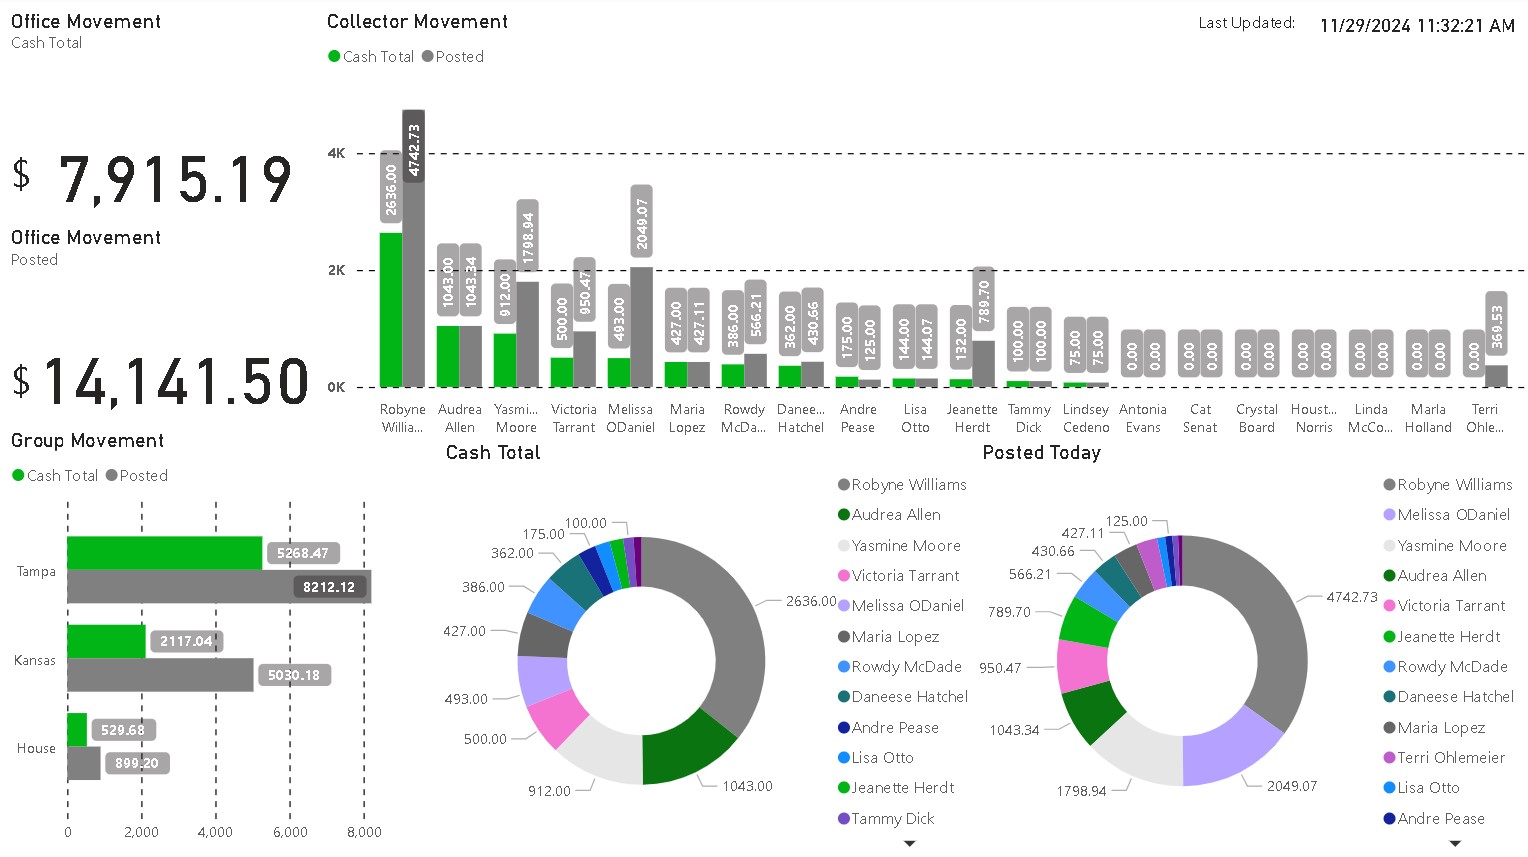 Office Movement
Cash Total
$ 7,915.19
Office Movement
Posted
$ 14,141.50
Collector Movement
Cash Total Posted
Last Updated: 11/29/2024 11:32:21 AM
4K
2K
0K
2636.00 4742.73
1043.00 1043.34
912.00 1798.94
500.00 950.47
493.00 2049.07
427.00 427.11
386.00 566.21
362.00 430.66
175.00 125.00
144.00 144.07
132.00 789.70
100.00 100.00
75.00 75.00
0.00 0.00
0.00 0.00
0.00 0.00
0.00 0.00
0.00 0.00
0.00 0.00
0.00 369.53
Robyne Audrea Yasmi... Victoria Melissa Maria Rowdy Danee... Andre Lisa Jeanette Tammy Lindsey Antonia Cat Crystal Houst... Linda Marla Terri
Willia... Allen Moore Tarrant ODaniel Lopez McDa... Hatchel Pease Otto Herdt Dick Cedeno Evans Senat Board Norris McCo... Holland Ohle...
Group Movement
Cash Total Posted
Tampa
5268.47
8212.12
Kansas
2117.04
5030.18
House
529.68
899.20
0 2,000 4,000 6,000 8,000
Cash Total
100.00
175.00
362.00
386.00
427.00
493.00
500.00
912.00
1043.00
2636.00
Robyne Williams
Audrea Allen
Yasmine Moore
Victoria Tarrant
Melissa ODaniel
Maria Lopez
Rowdy McDade
Daneese Hatchel
Andre Pease
Lisa Otto
Jeanette Herdt
Tammy Dick
Posted Today
125.00
427.11
430.66
566.21
789.70
950.47
1043.34
1798.94
2049.07
4742.73
Robyne Williams
Melissa ODaniel
Yasmine Moore
Audrea Allen
Victoria Tarrant
Jeanette Herdt
Rowdy McDade
Daneese Hatchel
Maria Lopez
Terri Ohlemeier
Lisa Otto
Andre Pease